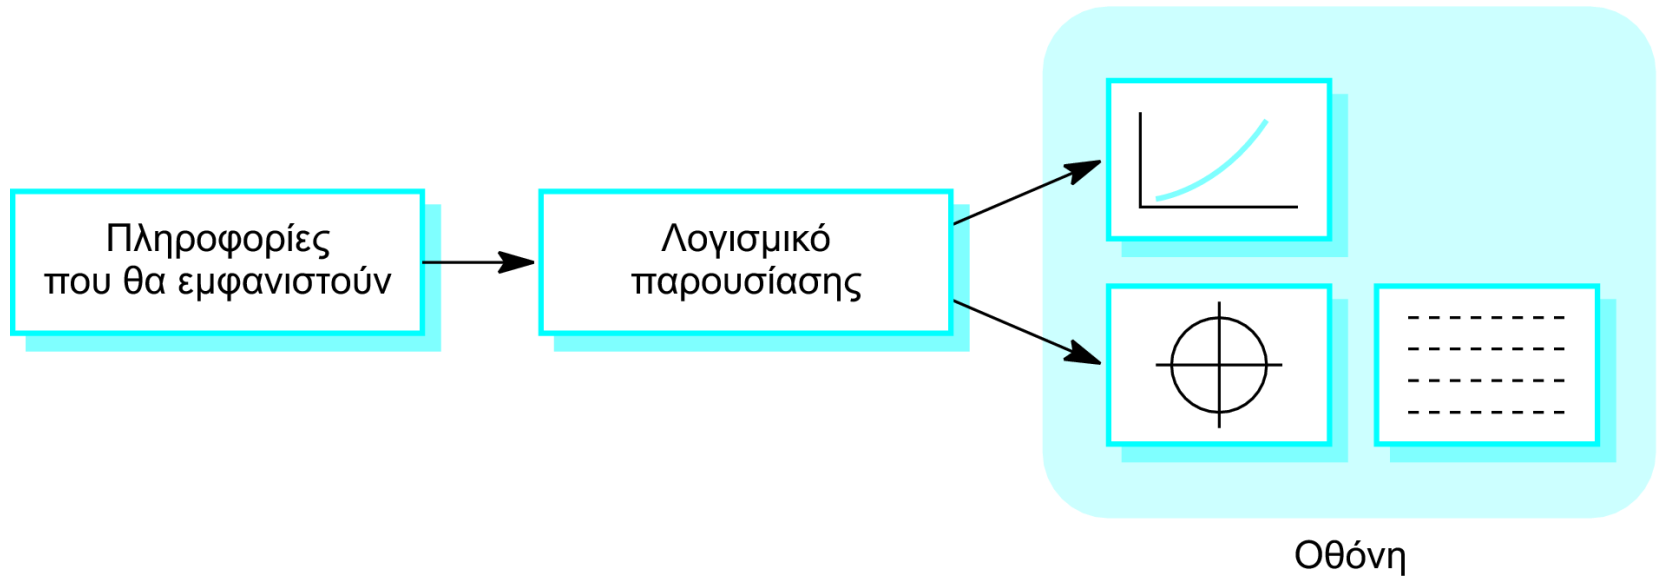 Πληροφορίες
που θα εμφανιστούν
Λογισμικό
παρουσίασης
Οθόνη